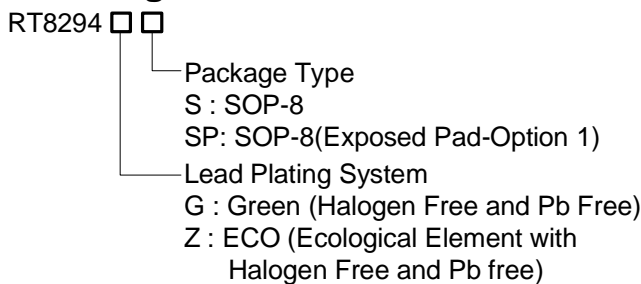 RT8294 □ □
Package Type
S : SOP-8
SP: SOP-8(Exposed Pad-Option 1)
Lead Plating System
G : Green (Halogen Free and Pb Free)
Z : ECO (Ecological Element with
Halogen Free and Pb free)